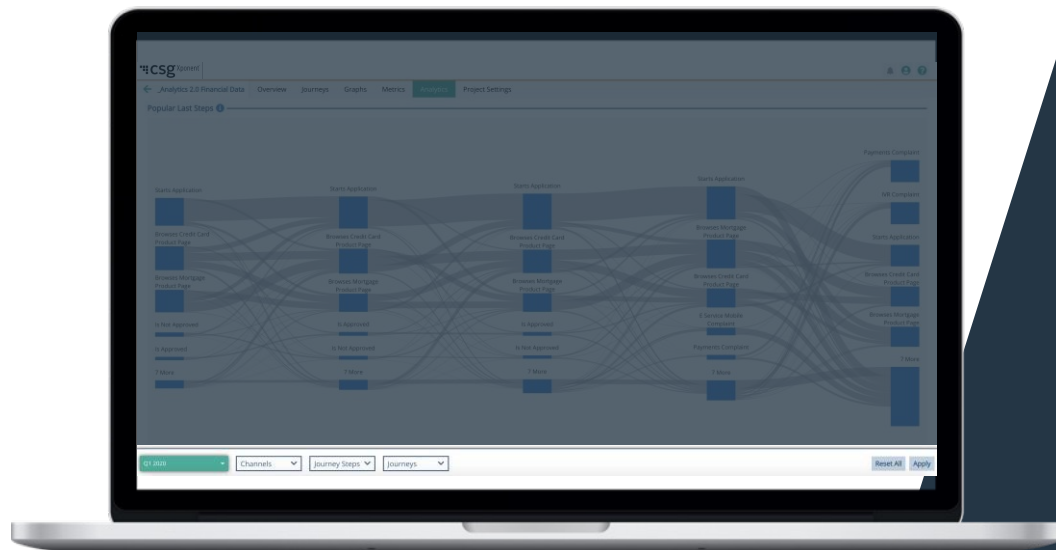 csg Xponent
_Analytics 2.0 Financial Data Overview Journeys Graphs Metrics Analytics Project Settings
Popular Last Steps
Starts Application
Browses Credit Card
Product Page
Browses Mortgage
Product Page
Is Not Approved
Is Approved
7 More
Starts Application
Browses Credit Card
Product Page
Browses Mortgage
Product Page
Is Approved
Is Not Approved
7 More
Starts Application
Browses Credit Card
Product Page
Browses Mortgage
Product Page
Is Approved
Is Not Approved
7 More
Starts Application
Browses Mortgage
Product Page
Browses Credit Card
Product Page
Mobile
Complaint
Payments Complaint
7 More
Payments Complaint
IVR Complaint
Starts Application
Browses Credit Card
Product Page
Browses Mortgage
Product Page
7 More
Q1 2020 Channels Journey Steps Journeys Reset All Apply